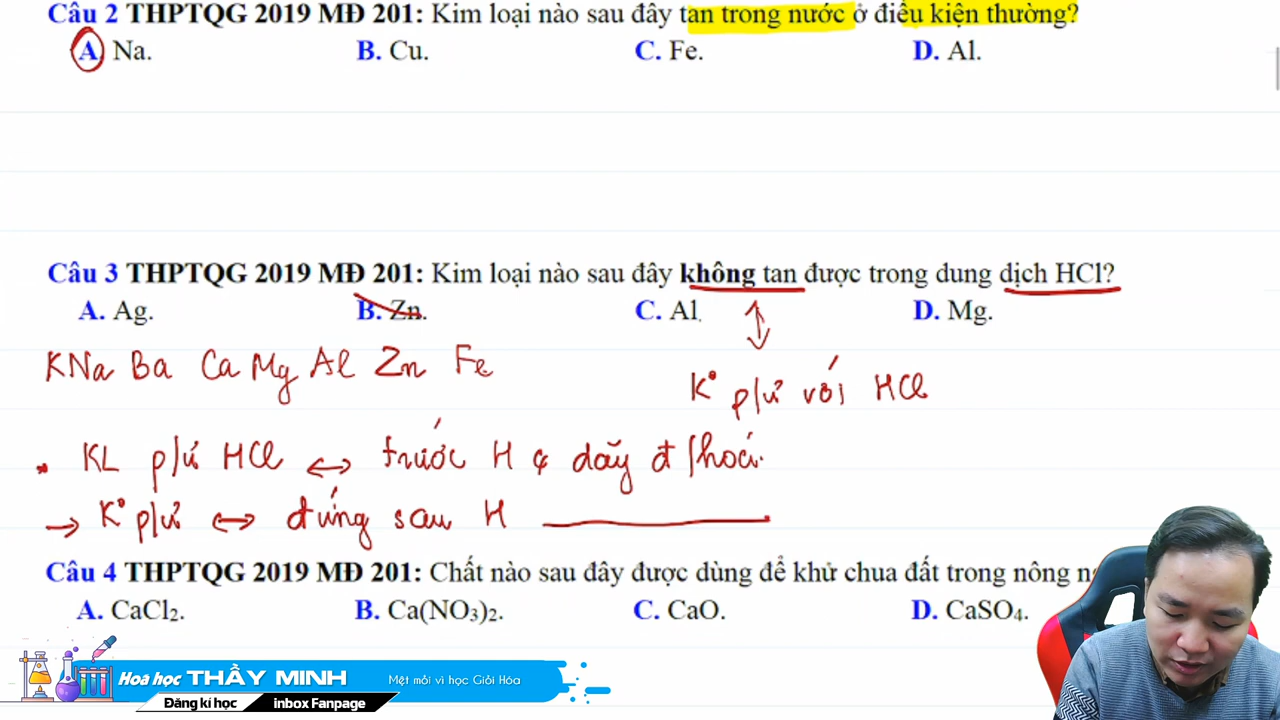 Câu 2 THPTQG 2019 MĐ 201: Kim loại nào sau đây tan trong nước ở điều kiện thường?
A. Na. B. Cu. C. Fe. D. Al.
Câu 3 THPTQG 2019 MĐ 201: Kim loại nào sau đây không tan được trong dung dịch HCl?
A. Ag. B. Zn. C. Al. D. Mg.
K Na Ba Ca Mg Al Zn Fe
K° p/ư với HCl
KL p/ư HCl ↔ trước H dãy đ/hoá.
→ K° p/ư ↔ đứng sau H
Câu 4 THPTQG 2019 MĐ 201: Chất nào sau đây được dùng để khử chua đất trong nông
A. CaCl₂. B. Ca(NO₃)₂. C. CaO. D. CaSO₄.
Hoá học THẦY MINH
Mệt mỏi vì học Giỏi Hóa
Đăng kí học inbox Fanpage